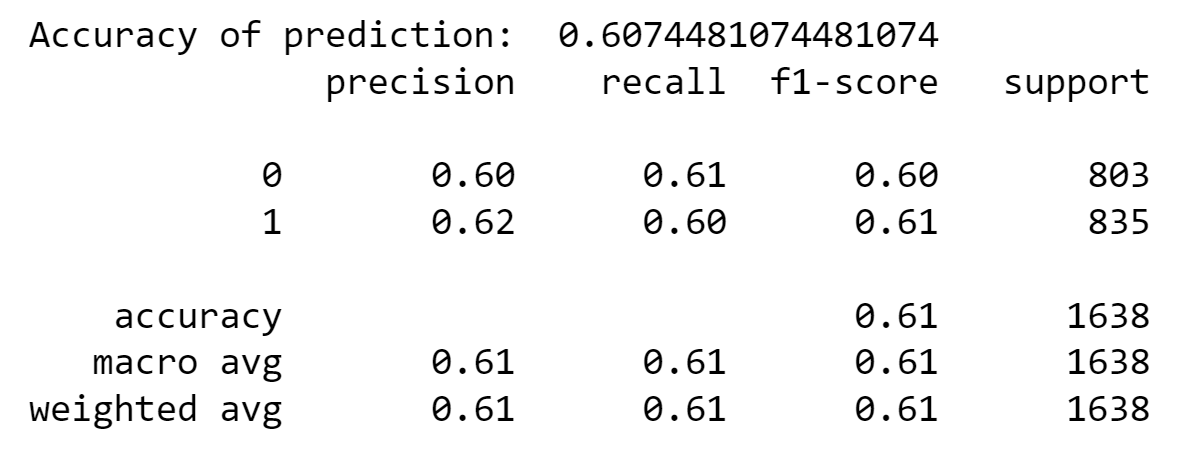 Accuracy of prediction:  0.6074481074481074
              precision    recall  f1-score   support

           0       0.60      0.61      0.60       803
           1       0.62      0.60      0.61       835

    accuracy                           0.61      1638
   macro avg       0.61      0.61      0.61      1638
weighted avg       0.61      0.61      0.61      1638